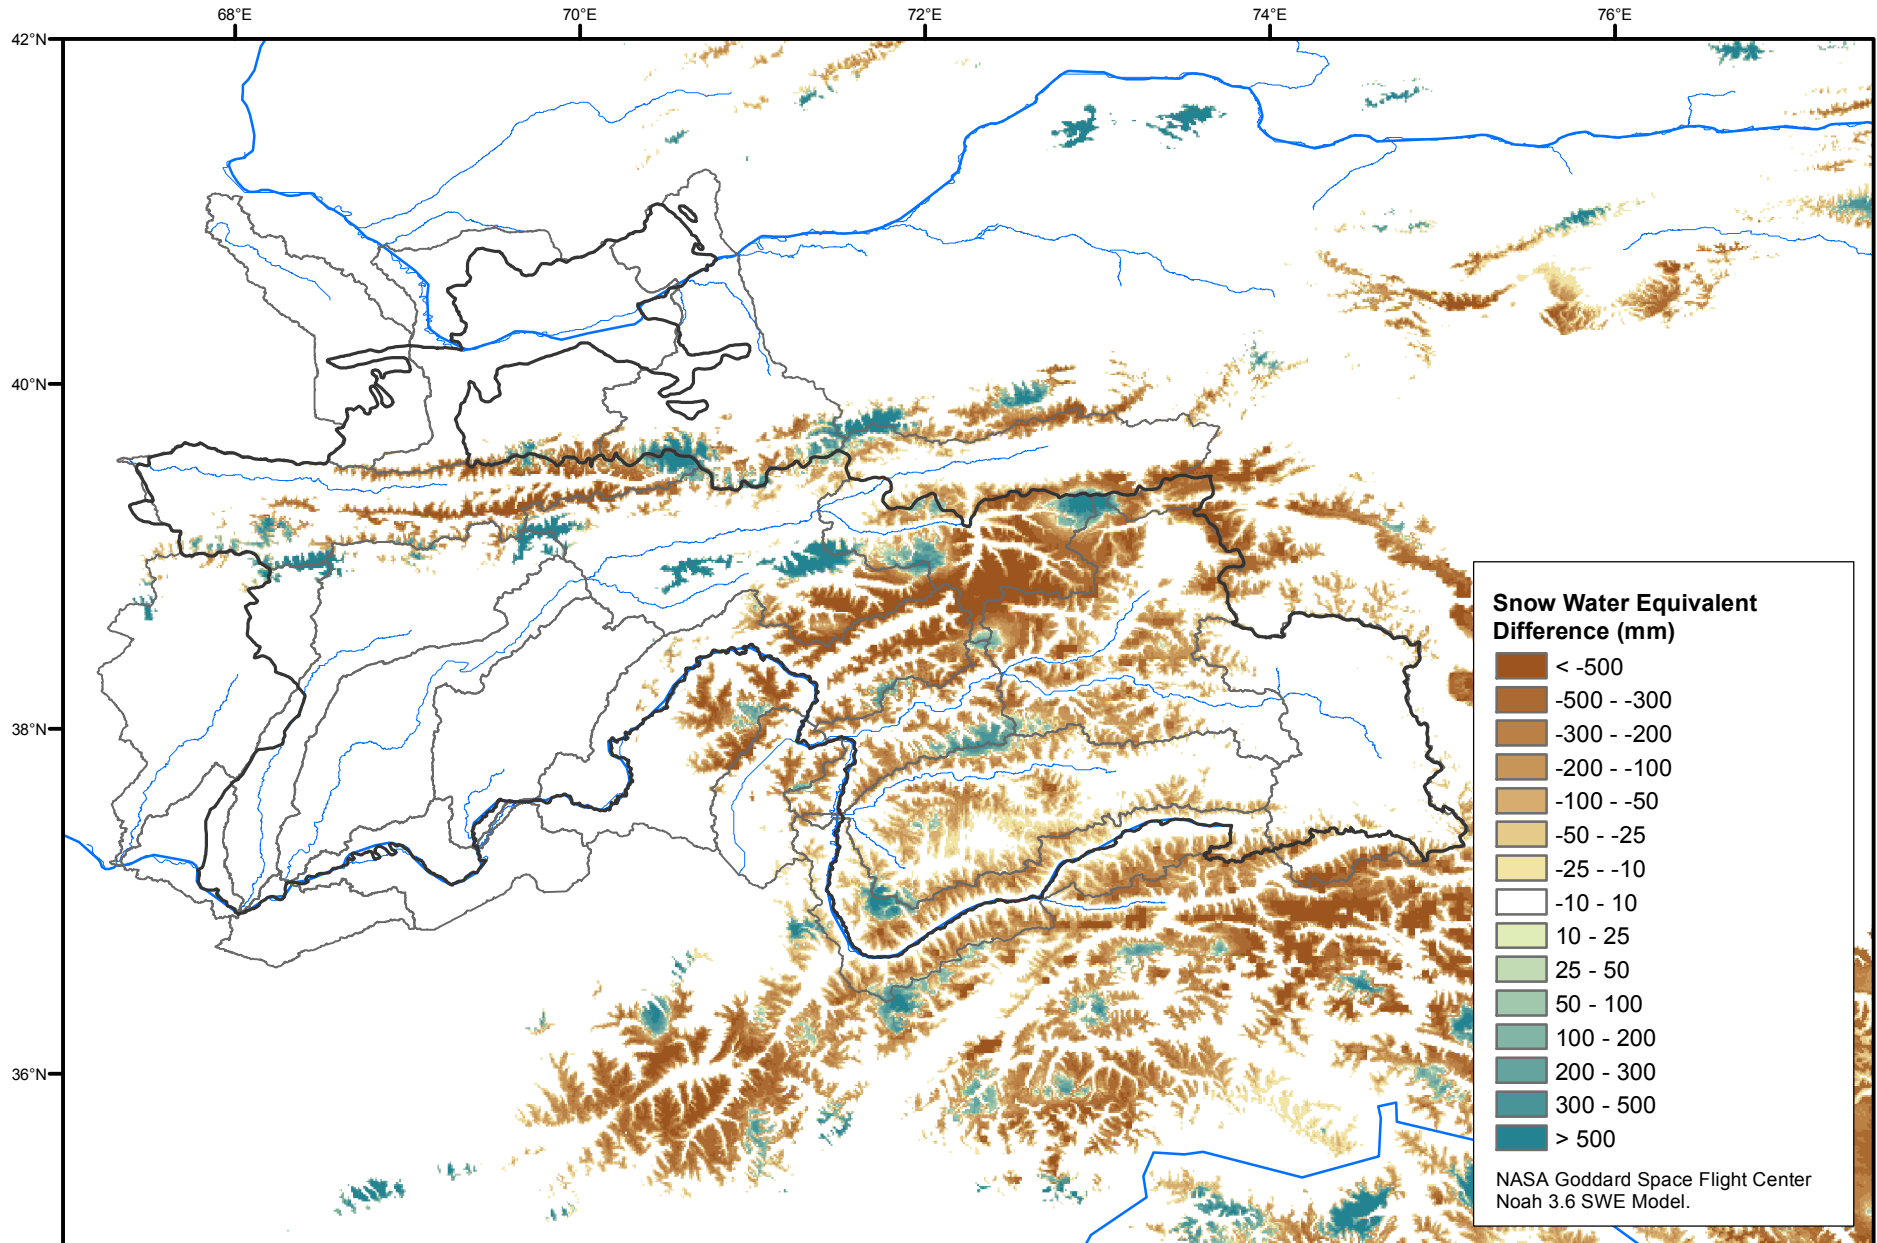 68°E
70°E
72°E
74°E
76°E
42°N
40°N
38°N
36°N
Snow Water Equivalent
Difference (mm)
< -500
-500 - -300
-300 - -200
-200 - -100
-100 - -50
-50 - -25
-25 - -10
-10 - 10
10 - 25
25 - 50
50 - 100
100 - 200
200 - 300
300 - 500
> 500
NASA Goddard Space Flight Center
Noah 3.6 SWE Model.